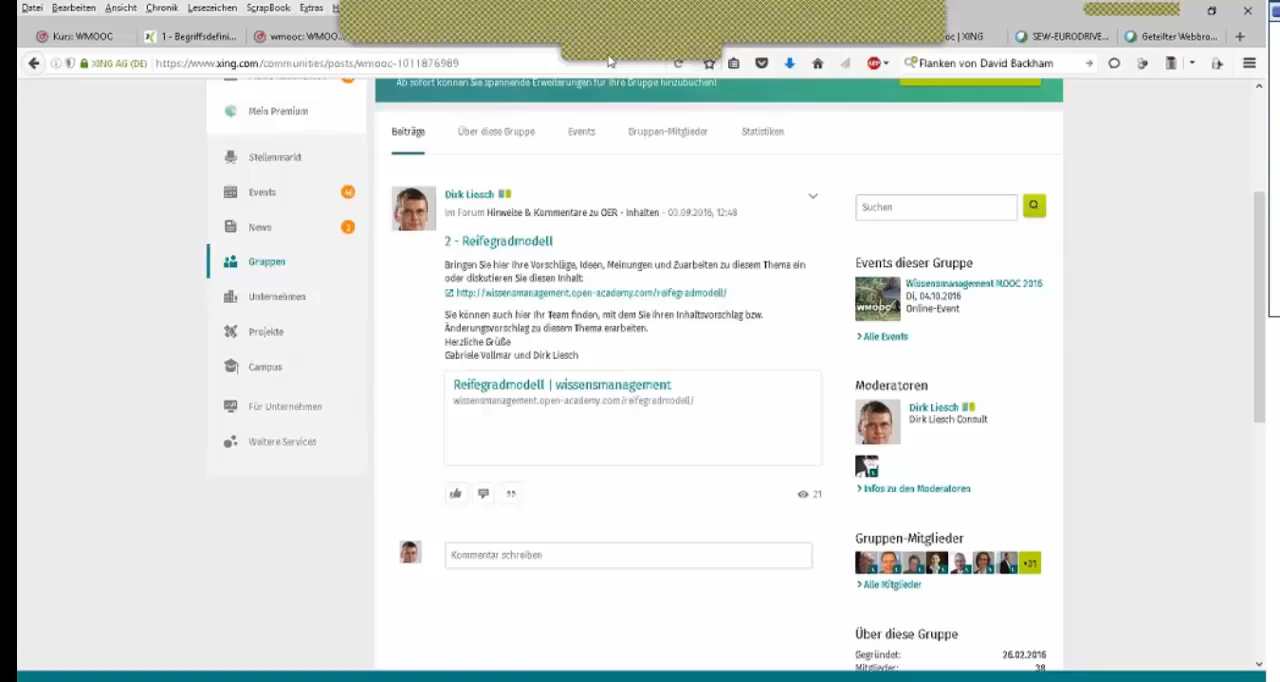 Datei Bearbeiten Ansicht Chronik Lesezeichen ScrapBook Extras
Kurs: WMOOC
1 - Begriffsdefini...
wmooc: WMOO...
oc | XING
SEW-EURODRIVE...
Geteilter Webbro...
XING AG (DE) https://www.xing.com/communities/posts/wmooc-1011876989
Flanken von David Backham
Ab sofort können Sie spannende Erweiterungen für Ihre Gruppe hinzubuchen!
Mein Premium
Stellenmarkt
Events
News 2
Gruppen
Unternehmen
Projekte
Campus
Für Unternehmen
Weitere Services
Beiträge Über diese Gruppe Events Gruppen-Mitglieder Statistiken
Dirk Liesch
Im Forum Hinweise & Kommentare zu OER - Inhalten - 03.09.2016, 12:48
2 - Reifegradmodell
Bringen Sie hier Ihre Vorschläge, Ideen, Meinungen und Zuarbeiten zu diesem Thema ein
oder diskutieren Sie diesen Inhalt
http://wissensmanagement.open-academy.com/reifegradmodell/
Sie können auch hier Ihr Team finden, mit dem Sie Ihren Inhaltsvorschlag bzw.
Änderungsvorschlag zu diesem Thema erarbeiten.
Herzliche Grüße
Gabriele Vollmar und Dirk Liesch
Reifegradmodell | wissensmanagement
wissensmanagement.open-academy.com/reifegradmodell/
21
Kommentar schreiben
Suchen
Events dieser Gruppe
Wissensmanagement MOOC 2016
Di, 04.10.2016
Online-Event
WMOOC
Alle Events
Moderatoren
Dirk Liesch
Dirk Liesch Consult
Infos zu den Moderatoren
Gruppen-Mitglieder
+31
Alle Mitglieder
Über diese Gruppe
Gegründet: 26.02.2016
Mitglieder: 38